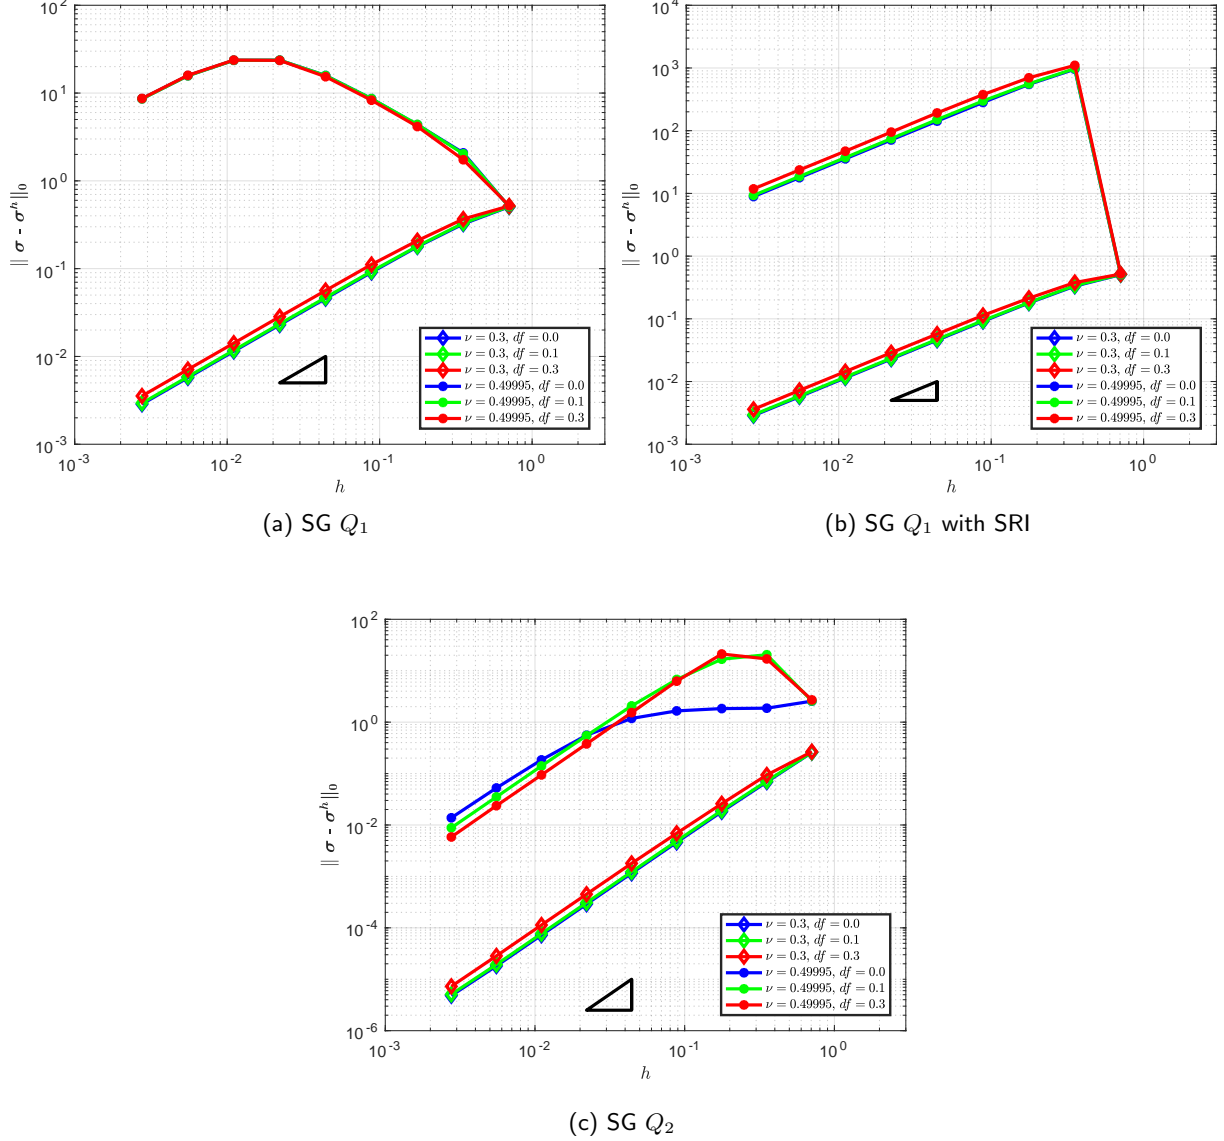 10^2
10^1
10^0
10^-1
10^-2
10^-3
‖ σ - σ^h ‖_0
ν = 0.3, df = 0.0
ν = 0.3, df = 0.1
ν = 0.3, df = 0.3
ν = 0.49995, df = 0.0
ν = 0.49995, df = 0.1
ν = 0.49995, df = 0.3
10^-3 10^-2 10^-1 10^0
h
(a) SG Q_1
10^4
10^3
10^2
10^1
10^0
10^-1
10^-2
10^-3
‖ σ - σ^h ‖_0
ν = 0.3, df = 0.0
ν = 0.3, df = 0.1
ν = 0.3, df = 0.3
ν = 0.49995, df = 0.0
ν = 0.49995, df = 0.1
ν = 0.49995, df = 0.3
10^-3 10^-2 10^-1 10^0
h
(b) SG Q_1 with SRI
10^2
10^0
10^-2
10^-4
10^-6
‖ σ - σ^h ‖_0
ν = 0.3, df = 0.0
ν = 0.3, df = 0.1
ν = 0.3, df = 0.3
ν = 0.49995, df = 0.0
ν = 0.49995, df = 0.1
ν = 0.49995, df = 0.3
10^-3 10^-2 10^-1 10^0
h
(c) SG Q_2